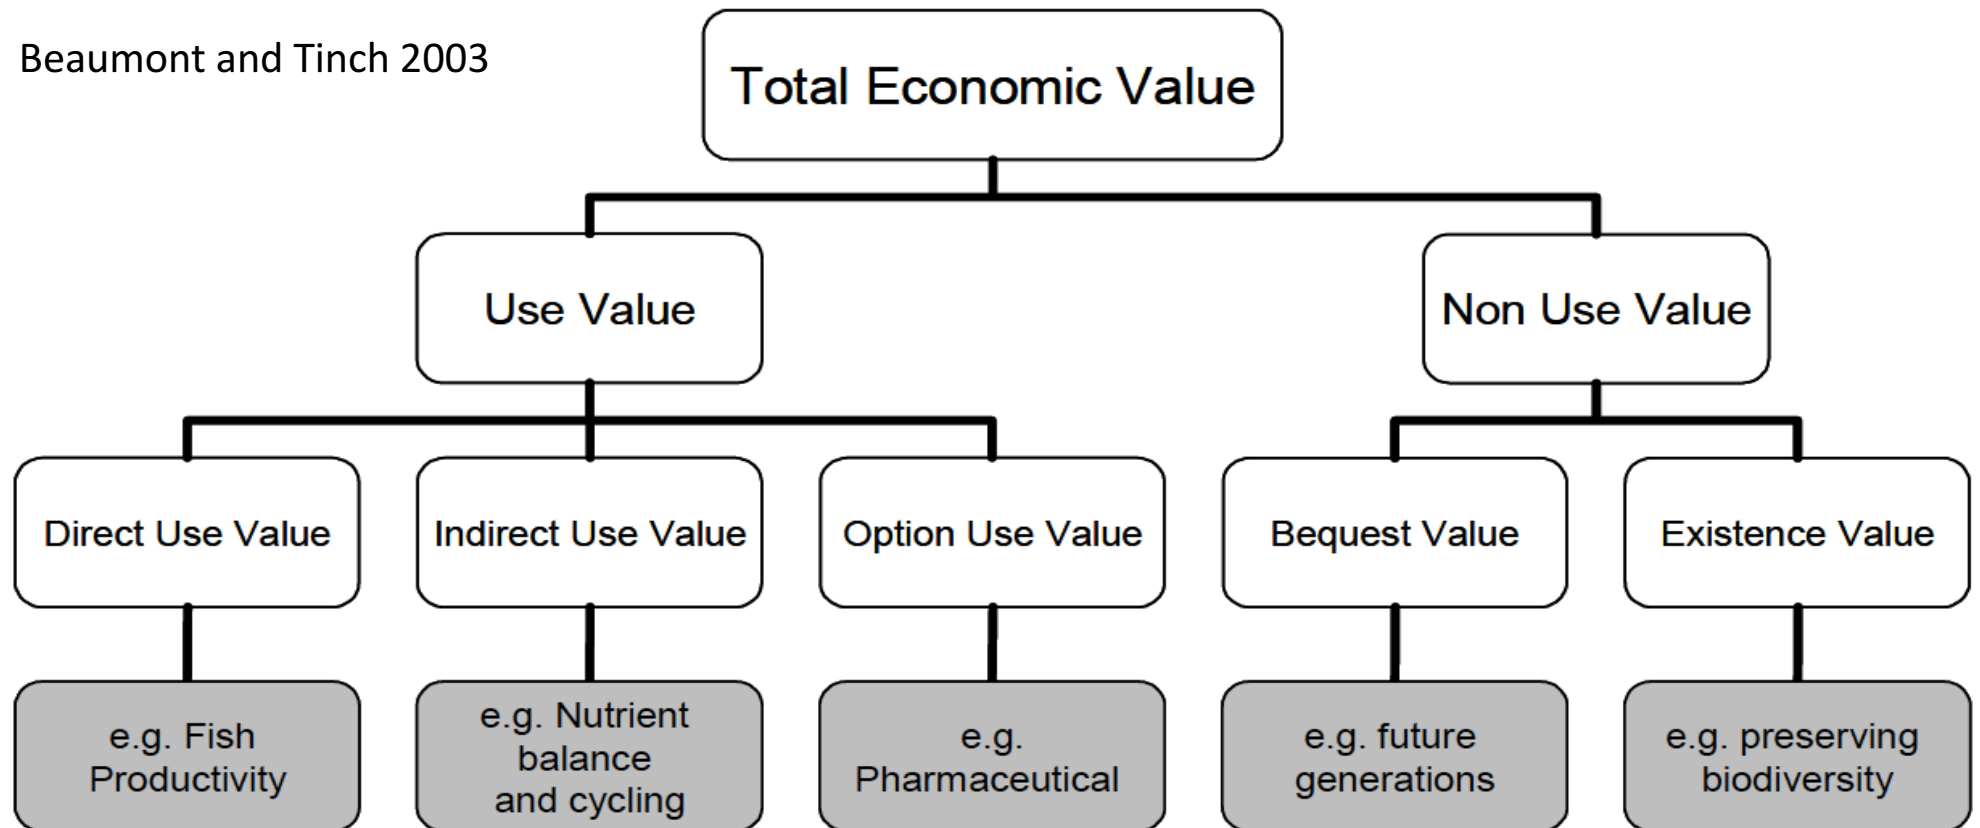 Beaumont and Tinch 2003
Total Economic Value
Use Value
Non Use Value
Direct Use Value
Indirect Use Value
Option Use Value
Bequest Value
Existence Value
e.g. Fish
Productivity
e.g. Nutrient
balance
and cycling
e.g.
Pharmaceutical
e.g. future
generations
e.g. preserving
biodiversity